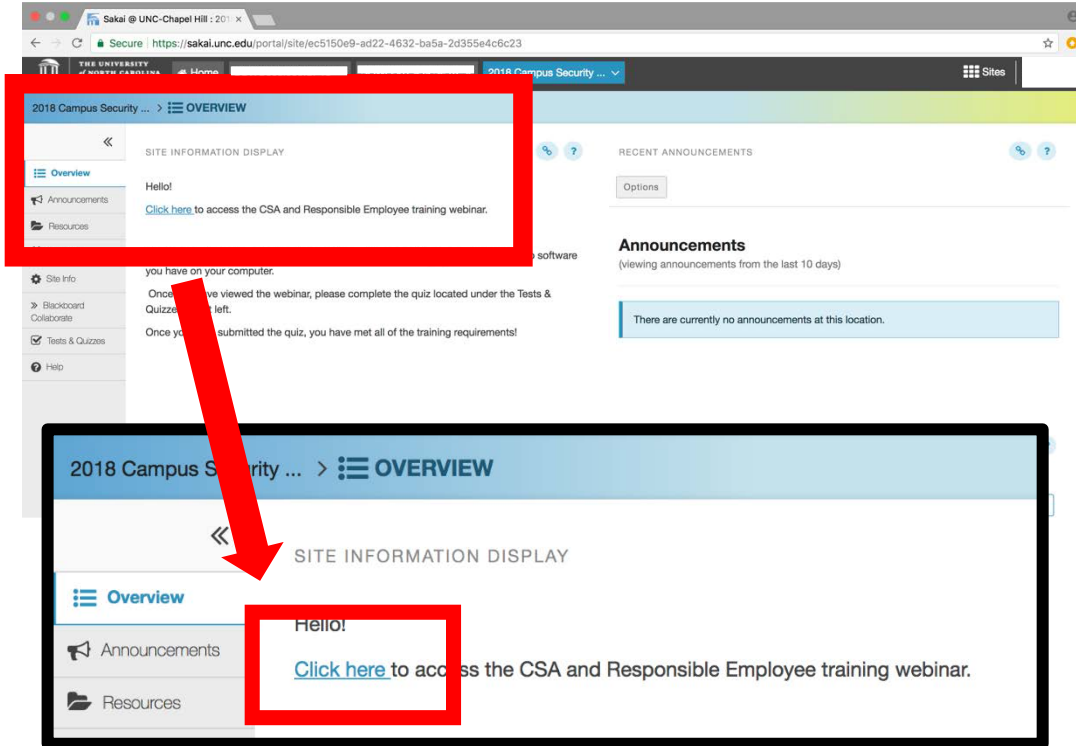 Sakai @ UNC-Chapel Hill : 201 ×
Secure https://sakai.unc.edu/portal/site/ec5150e9-ad22-4632-ba5a-2d355e4c6c23
THE UNIVERSITY
of NORTH CAROLINA Home 2018 Campus Security ... Sites
2018 Campus Security ... > OVERVIEW
SITE INFORMATION DISPLAY ?
Hello!
Click here to access the CSA and Responsible Employee training webinar.
software
you have on your computer.
Once have viewed the webinar, please complete the quiz located under the Tests &
left.
Once submitted the quiz, you have met all of the training requirements!
Overview
Announcements
Resources
Site Info
Blackboard
Collaborate
Tests & Quizzes
Help
RECENT ANNOUNCEMENTS ?
Options
Announcements
(viewing announcements from the last 10 days)
There are currently no announcements at this location.
2018 Campus Security ... > OVERVIEW
SITE INFORMATION DISPLAY
Hello!
Click here to access the CSA and Responsible Employee training webinar.
Overview
Announcements
Resources